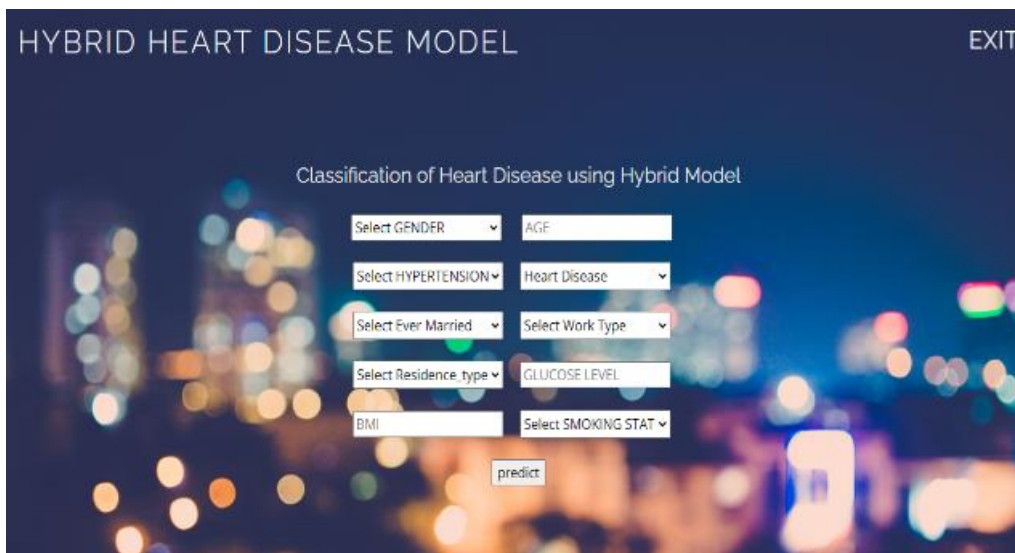 HYBRID HEART DISEASE MODEL EXIT
Classification of Heart Disease using Hybrid Model
Select GENDER AGE
Select HYPERTENSION Heart Disease
Select Ever Married Select Work Type
Select Residence_type GLUCOSE LEVEL
BMI Select SMOKING STAT
predict